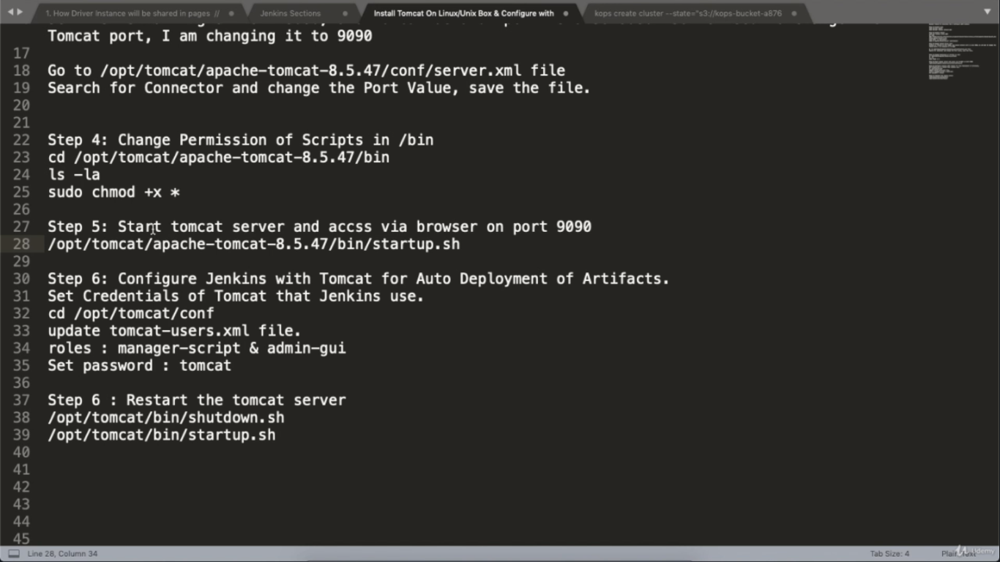 1. How Driver Instance will be shared in pages //
Jenkins Sections
Install Tomcat On Linux/Unix Box & Configure with
kops create cluster --state="s3://kops-bucket-a876
Tomcat port, I am changing it to 9090
17
18 Go to /opt/tomcat/apache-tomcat-8.5.47/conf/server.xml file
19 Search for Connector and change the Port Value, save the file.
20
21
22 Step 4: Change Permission of Scripts in /bin
23 cd /opt/tomcat/apache-tomcat-8.5.47/bin
24 ls -la
25 sudo chmod +x *
26
27 Step 5: Start tomcat server and accss via browser on port 9090
28 /opt/tomcat/apache-tomcat-8.5.47/bin/startup.sh
29
30 Step 6: Configure Jenkins with Tomcat for Auto Deployment of Artifacts.
31 Set Credentials of Tomcat that Jenkins use.
32 cd /opt/tomcat/conf
33 update tomcat-users.xml file.
34 roles : manager-script & admin-gui
35 Set password : tomcat
36
37 Step 6 : Restart the tomcat server
38 /opt/tomcat/bin/shutdown.sh
39 /opt/tomcat/bin/startup.sh
40
41
42
43
44
45
Line 28, Column 34
Tab Size: 4
Plain Text
Udemy